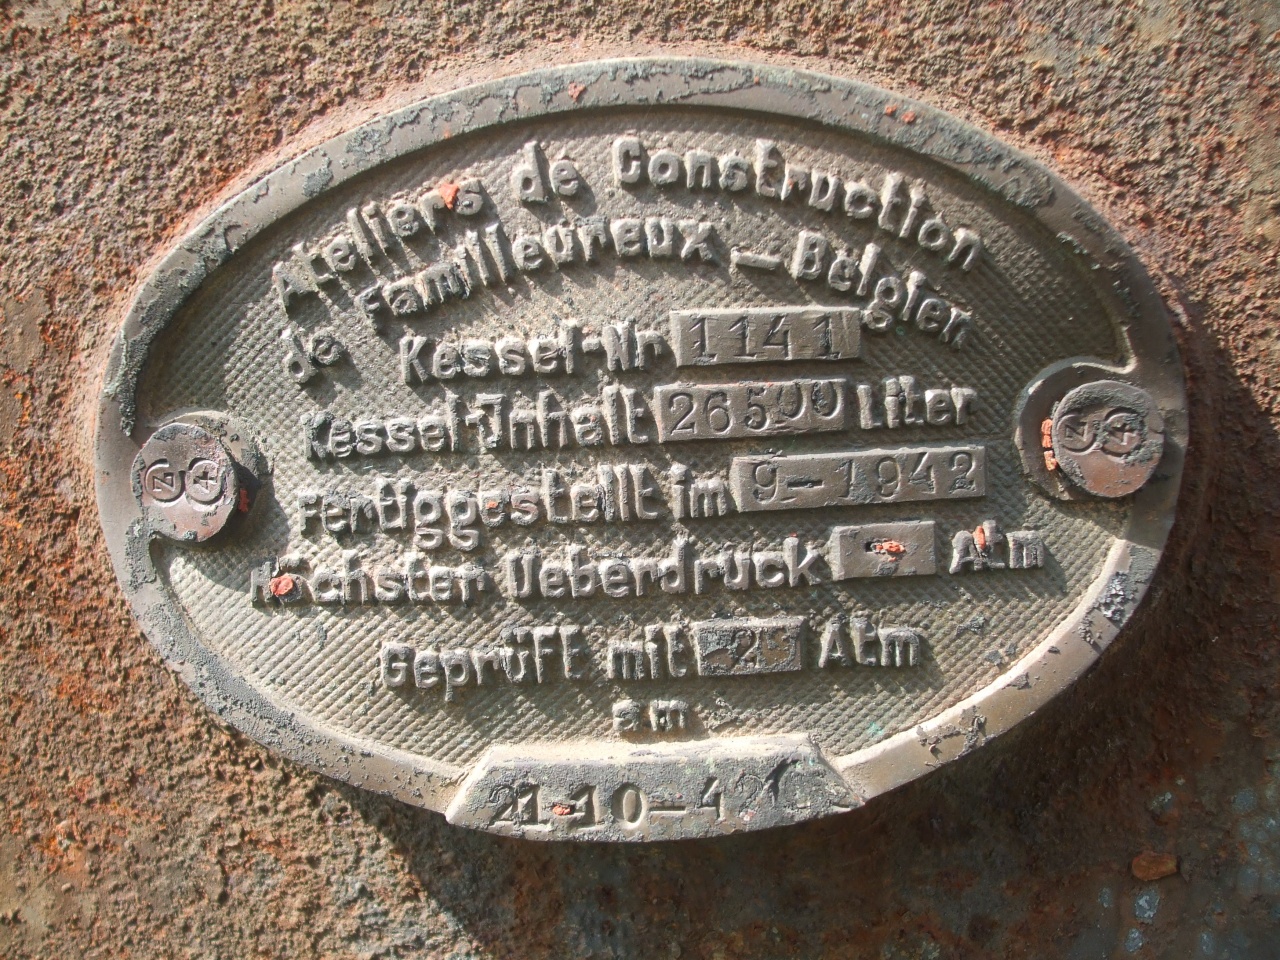 Ateliers de Construction
de Familleureux - Belgien
Kessel-Nr 1141
Kessel-Jnhalt 26500 Liter
Fertiggestellt im 9-1942
Höchster Ueberdruck - Atm
Geprüft mit Atm
am
21-10-42